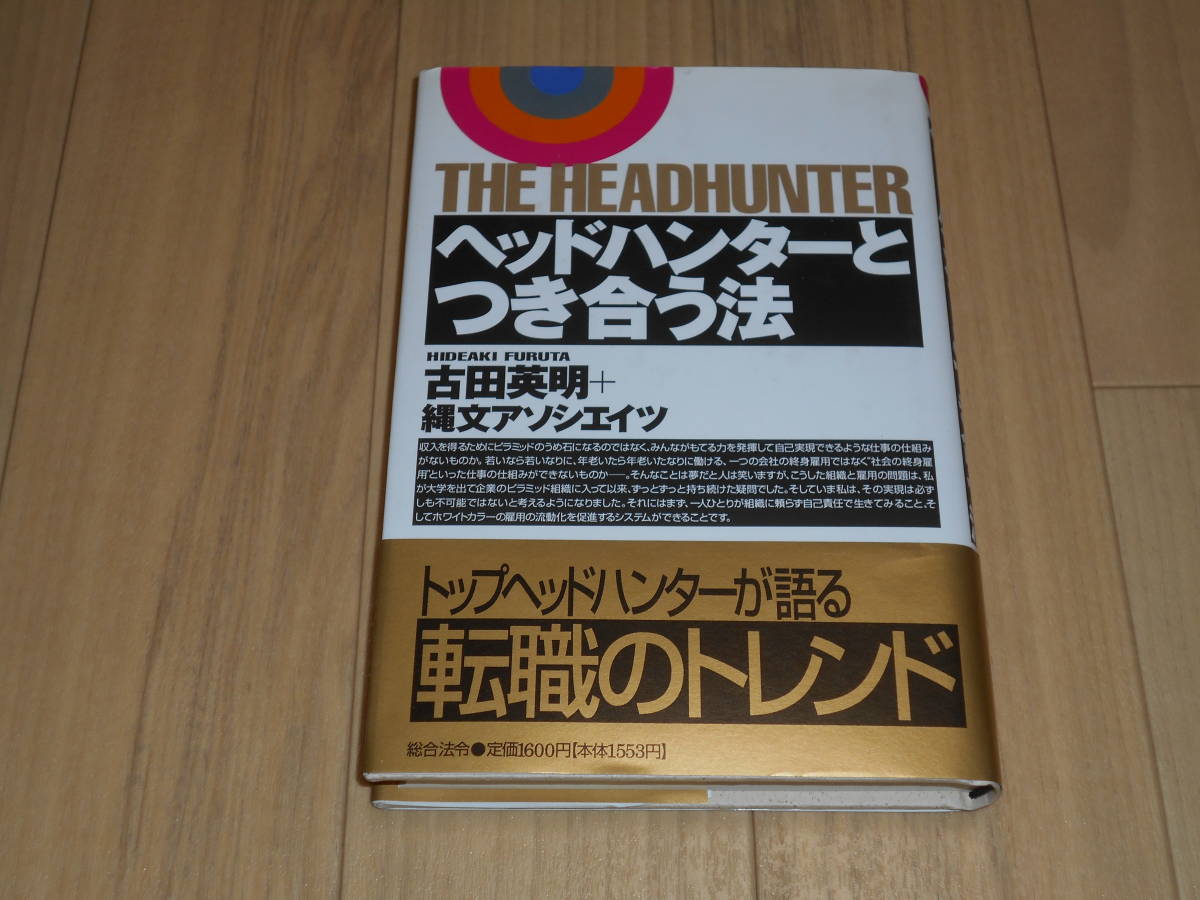 THE HEADHUNTER
ヘッドハンターと
つき合う法
HIDEAKI FURUTA
古田英明+
縄文アソシエイツ
収入を得るためにピラミッドのうめ石になるのではなく、みんながもてる力を発揮して自己実現できるような仕事の仕組み
がないものか。若いなら若いなりに、年老いたら年老いたなりに働ける、一つの会社の終身雇用ではなく"社会の終身雇
用"といった仕事の仕組みができないものか――。そんなことは夢だと人は笑いますが、こうした組織と雇用の問題は、私
が大学を出て企業のピラミッド組織に入って以来、ずっとずっと持ち続けた疑問でした。そしていま私は、その実現は必ず
しも不可能ではないと考えるようになりました。それにはまず、一人ひとりが組織に頼らず自己責任で生きてみること、そ
してホワイトカラーの雇用の流動化を促進するシステムができることです。
トップヘッドハンターが語る
転職のトレンド
総合法令●定価1600円【本体1553円】